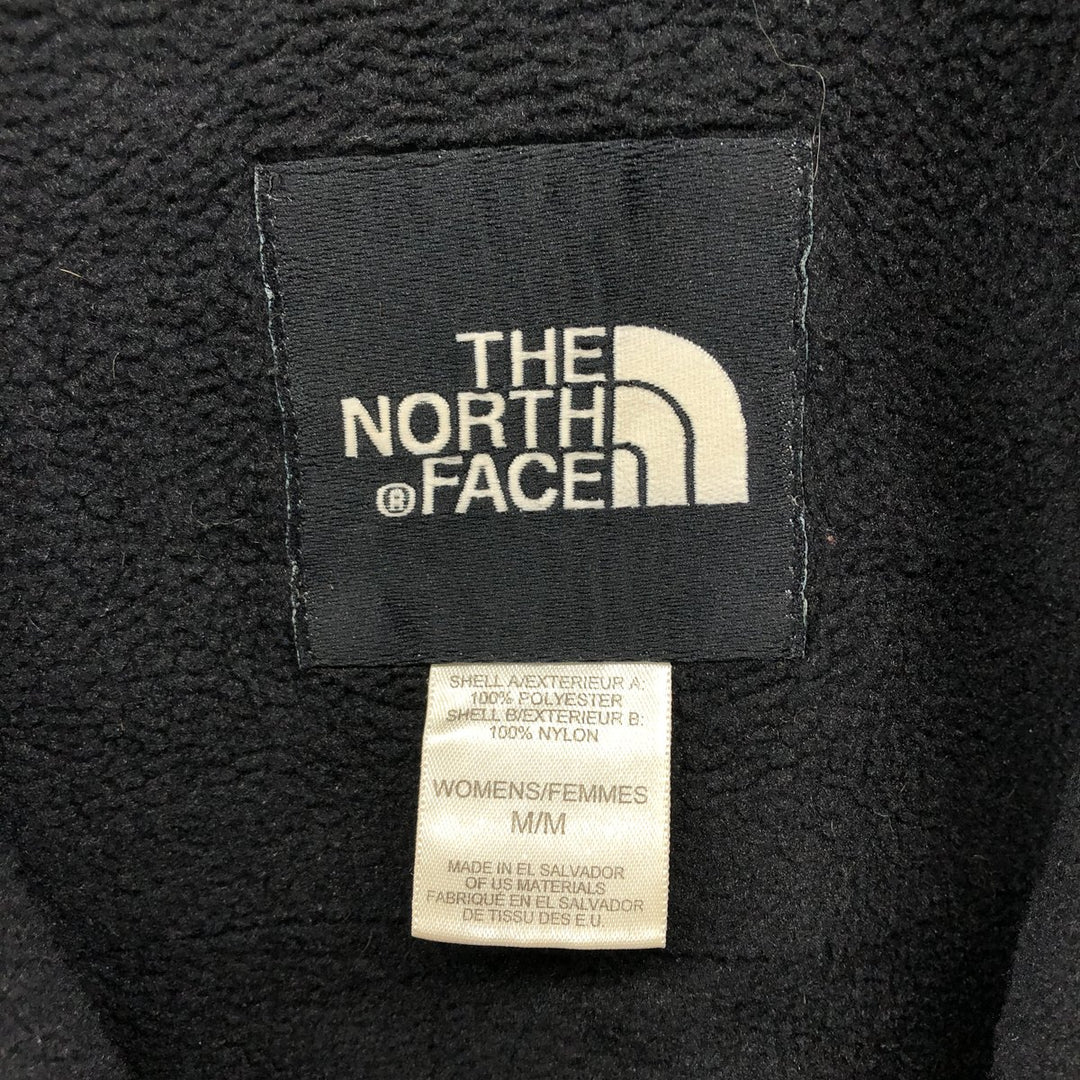 THE
NORTH
®FACE
SHELL A/EXTERIEUR A:
100% POLYESTER
SHELL B/EXTERIEUR B:
100% NYLON
WOMENS/FEMMES
M/M
MADE IN EL SALVADOR
OF US MATERIALS
FABRIQUÉ EN EL SALVADOR
DE TISSU DES E.U.